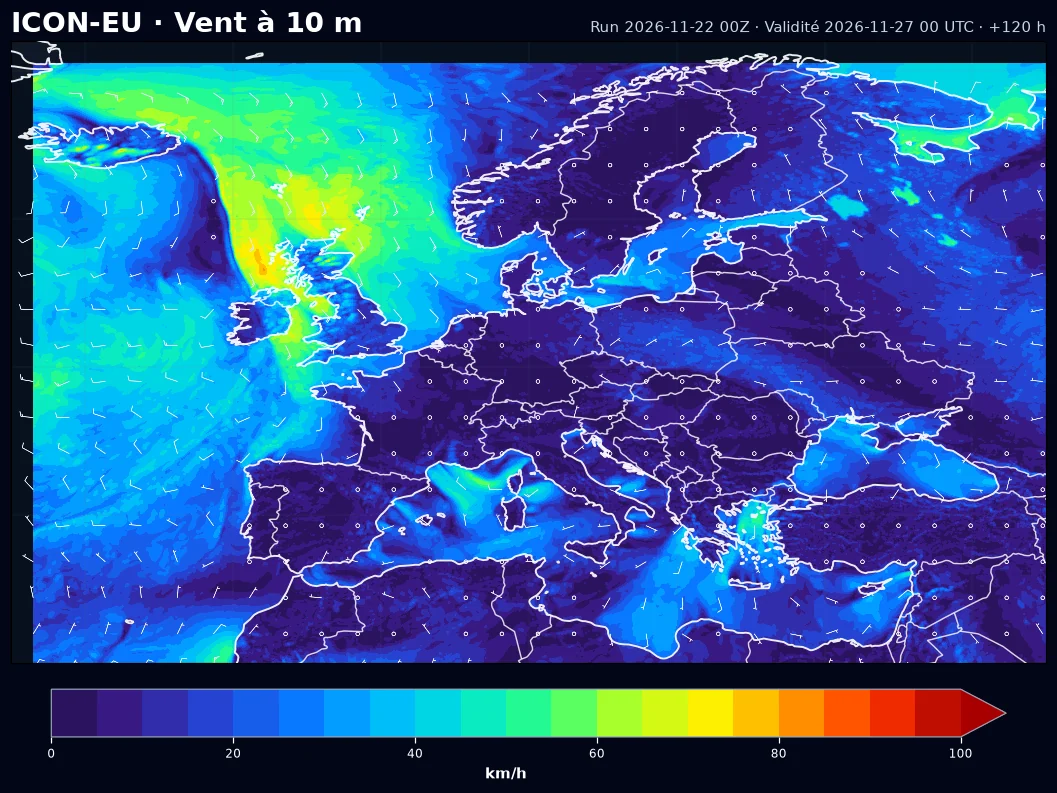 ICON-EU · Vent à 10 m
Run 2026-11-22 00Z · Validité 2026-11-27 00 UTC · +120 h
0 20 40 60 80 100
km/h